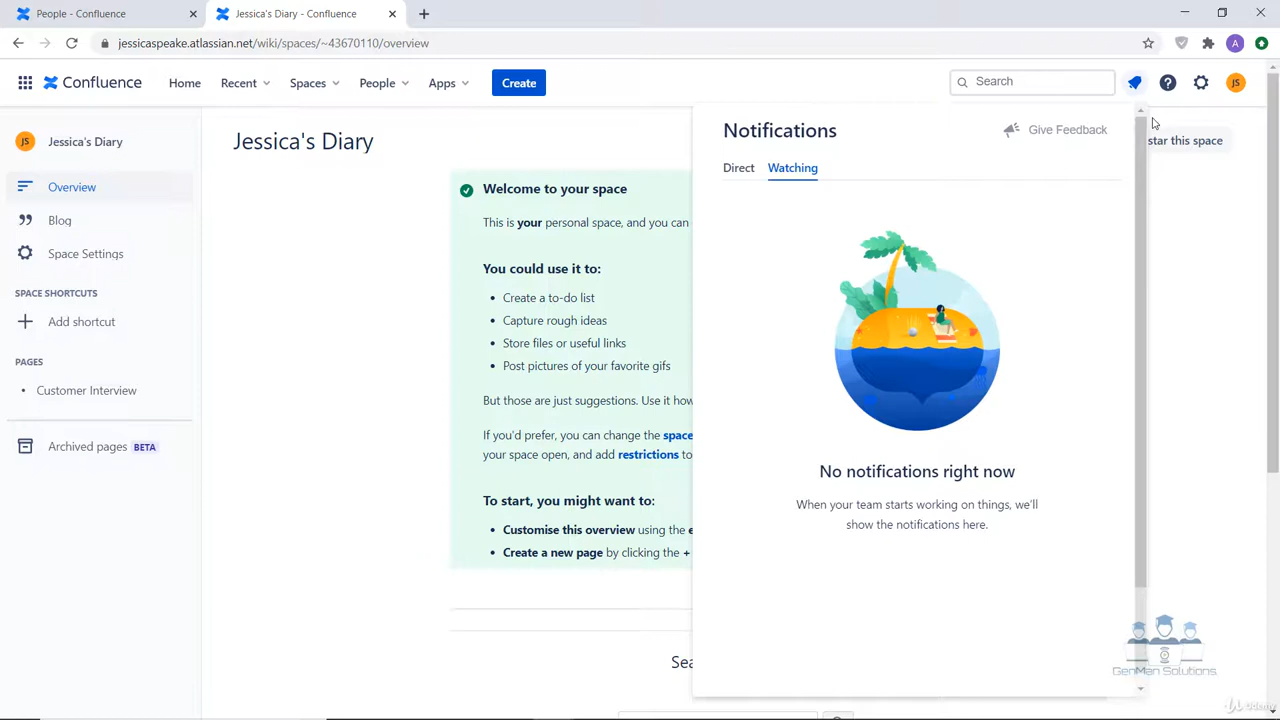 People - Confluence
Jessica's Diary - Confluence
jessicaspeake.atlassian.net/wiki/spaces/~43670110/overview
A
Confluence
Home
Recent
Spaces
People
Apps
Create
Search
JS
JS
Jessica's Diary
Overview
Blog
Space Settings
SPACE SHORTCUTS
Add shortcut
PAGES
Customer Interview
Archived pages BETA
Jessica's Diary
star this space
Welcome to your space
This is your personal space, and you can
You could use it to:
Create a to-do list
Capture rough ideas
Store files or useful links
Post pictures of your favorite gifs
But those are just suggestions. Use it how
If you'd prefer, you can change the space
your space open, and add restrictions to
To start, you might want to:
Customise this overview using the e
Create a new page by clicking the +
Sea
Notifications
Give Feedback
Direct
Watching
No notifications right now
When your team starts working on things, we'll
show the notifications here.
GenMan Solutions
Udemy